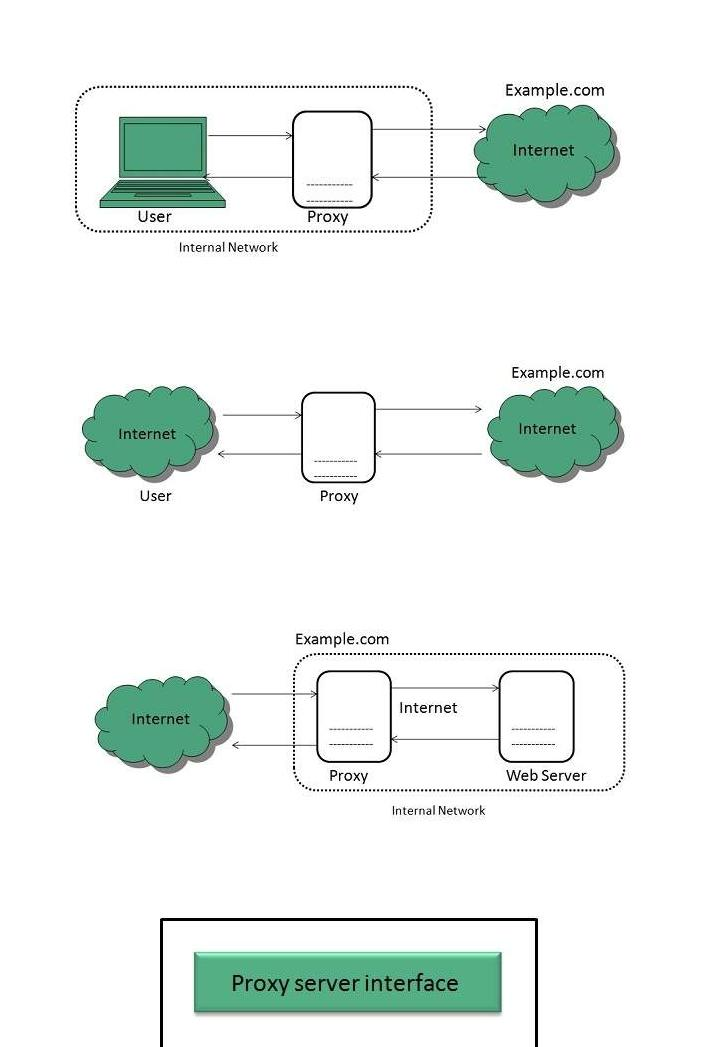 Example.com
Internet
User
Proxy
Internal Network
Example.com
Internet
Internet
User
Proxy
Example.com
Internet
Internet
Proxy
Web Server
Internal Network
Proxy server interface